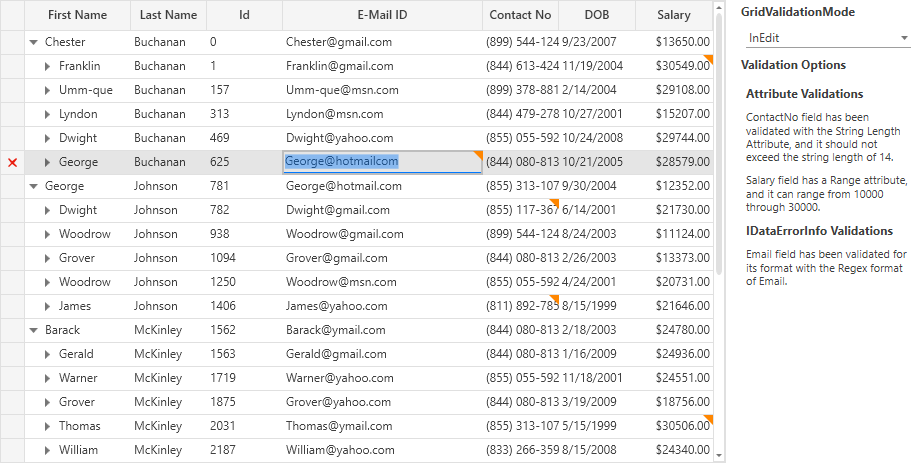 First Name Last Name Id E-Mail ID Contact No DOB Salary
Chester Buchanan 0 Chester@gmail.com (899) 544-124 9/23/2007 $13650.00
Franklin Buchanan 1 Franklin@gmail.com (844) 613-424 11/19/2004 $30549.00
Umm-que Buchanan 157 Umm-que@msn.com (899) 378-881 2/14/2004 $29108.00
Lyndon Buchanan 313 Lyndon@msn.com (844) 479-278 10/27/2001 $15207.00
Dwight Buchanan 469 Dwight@yahoo.com (855) 055-592 10/24/2008 $29744.00
George Buchanan 625 George@hotmailcom (844) 080-813 10/21/2005 $28579.00
George Johnson 781 George@hotmail.com (855) 313-107 9/30/2004 $12352.00
Dwight Johnson 782 Dwight@gmail.com (855) 117-367 6/14/2001 $21730.00
Woodrow Johnson 938 Woodrow@gmail.com (899) 544-124 8/24/2003 $11124.00
Grover Johnson 1094 Grover@gmail.com (844) 080-813 2/26/2003 $13373.00
Woodrow Johnson 1250 Woodrow@msn.com (855) 055-592 4/24/2001 $20731.00
James Johnson 1406 James@yahoo.com (811) 892-785 8/15/1999 $21646.00
Barack McKinley 1562 Barack@ymail.com (844) 080-813 2/18/2003 $24780.00
Gerald McKinley 1563 Gerald@gmail.com (844) 080-813 1/16/2009 $24936.00
Warner McKinley 1719 Warner@yahoo.com (855) 055-592 11/18/2001 $24551.00
Grover McKinley 1875 Grover@yahoo.com (844) 080-813 3/19/2009 $18756.00
Thomas McKinley 2031 Thomas@ymail.com (855) 313-107 5/15/1999 $30506.00
William McKinley 2187 William@yahoo.com (833) 266-359 8/15/2008 $24340.00
GridValidationMode
InEdit
Validation Options
Attribute Validations
ContactNo field has been
validated with the String Length
Attribute, and it should not
exceed the string length of 14.
Salary field has a Range attribute,
and it can range from 10000
through 30000.
IDataErrorInfo Validations
Email field has been validated for
its format with the Regex format
of Email.